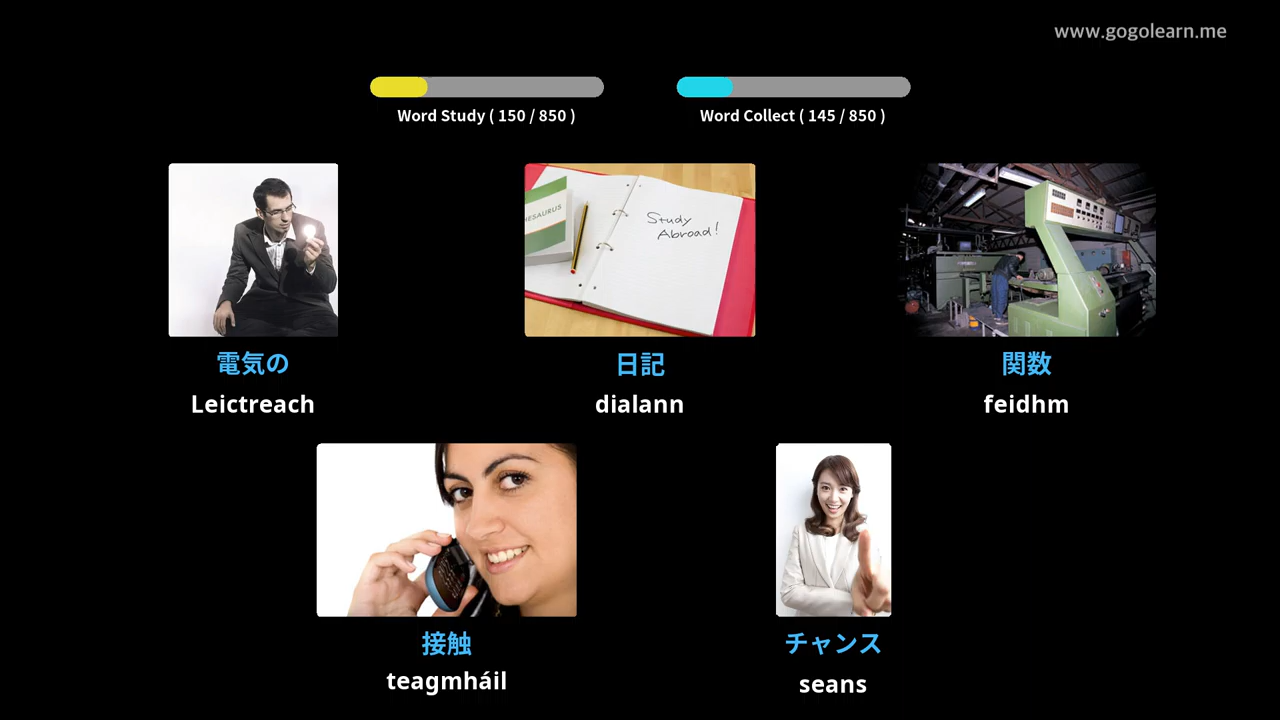 www.gogolearn.me
Word Study ( 150 / 850 )
Word Collect ( 145 / 850 )
HESAURUS
Study
Abroad!
電気の
Leictreach
日記
dialann
関数
feidhm
接触
teagmháil
チャンス
seans